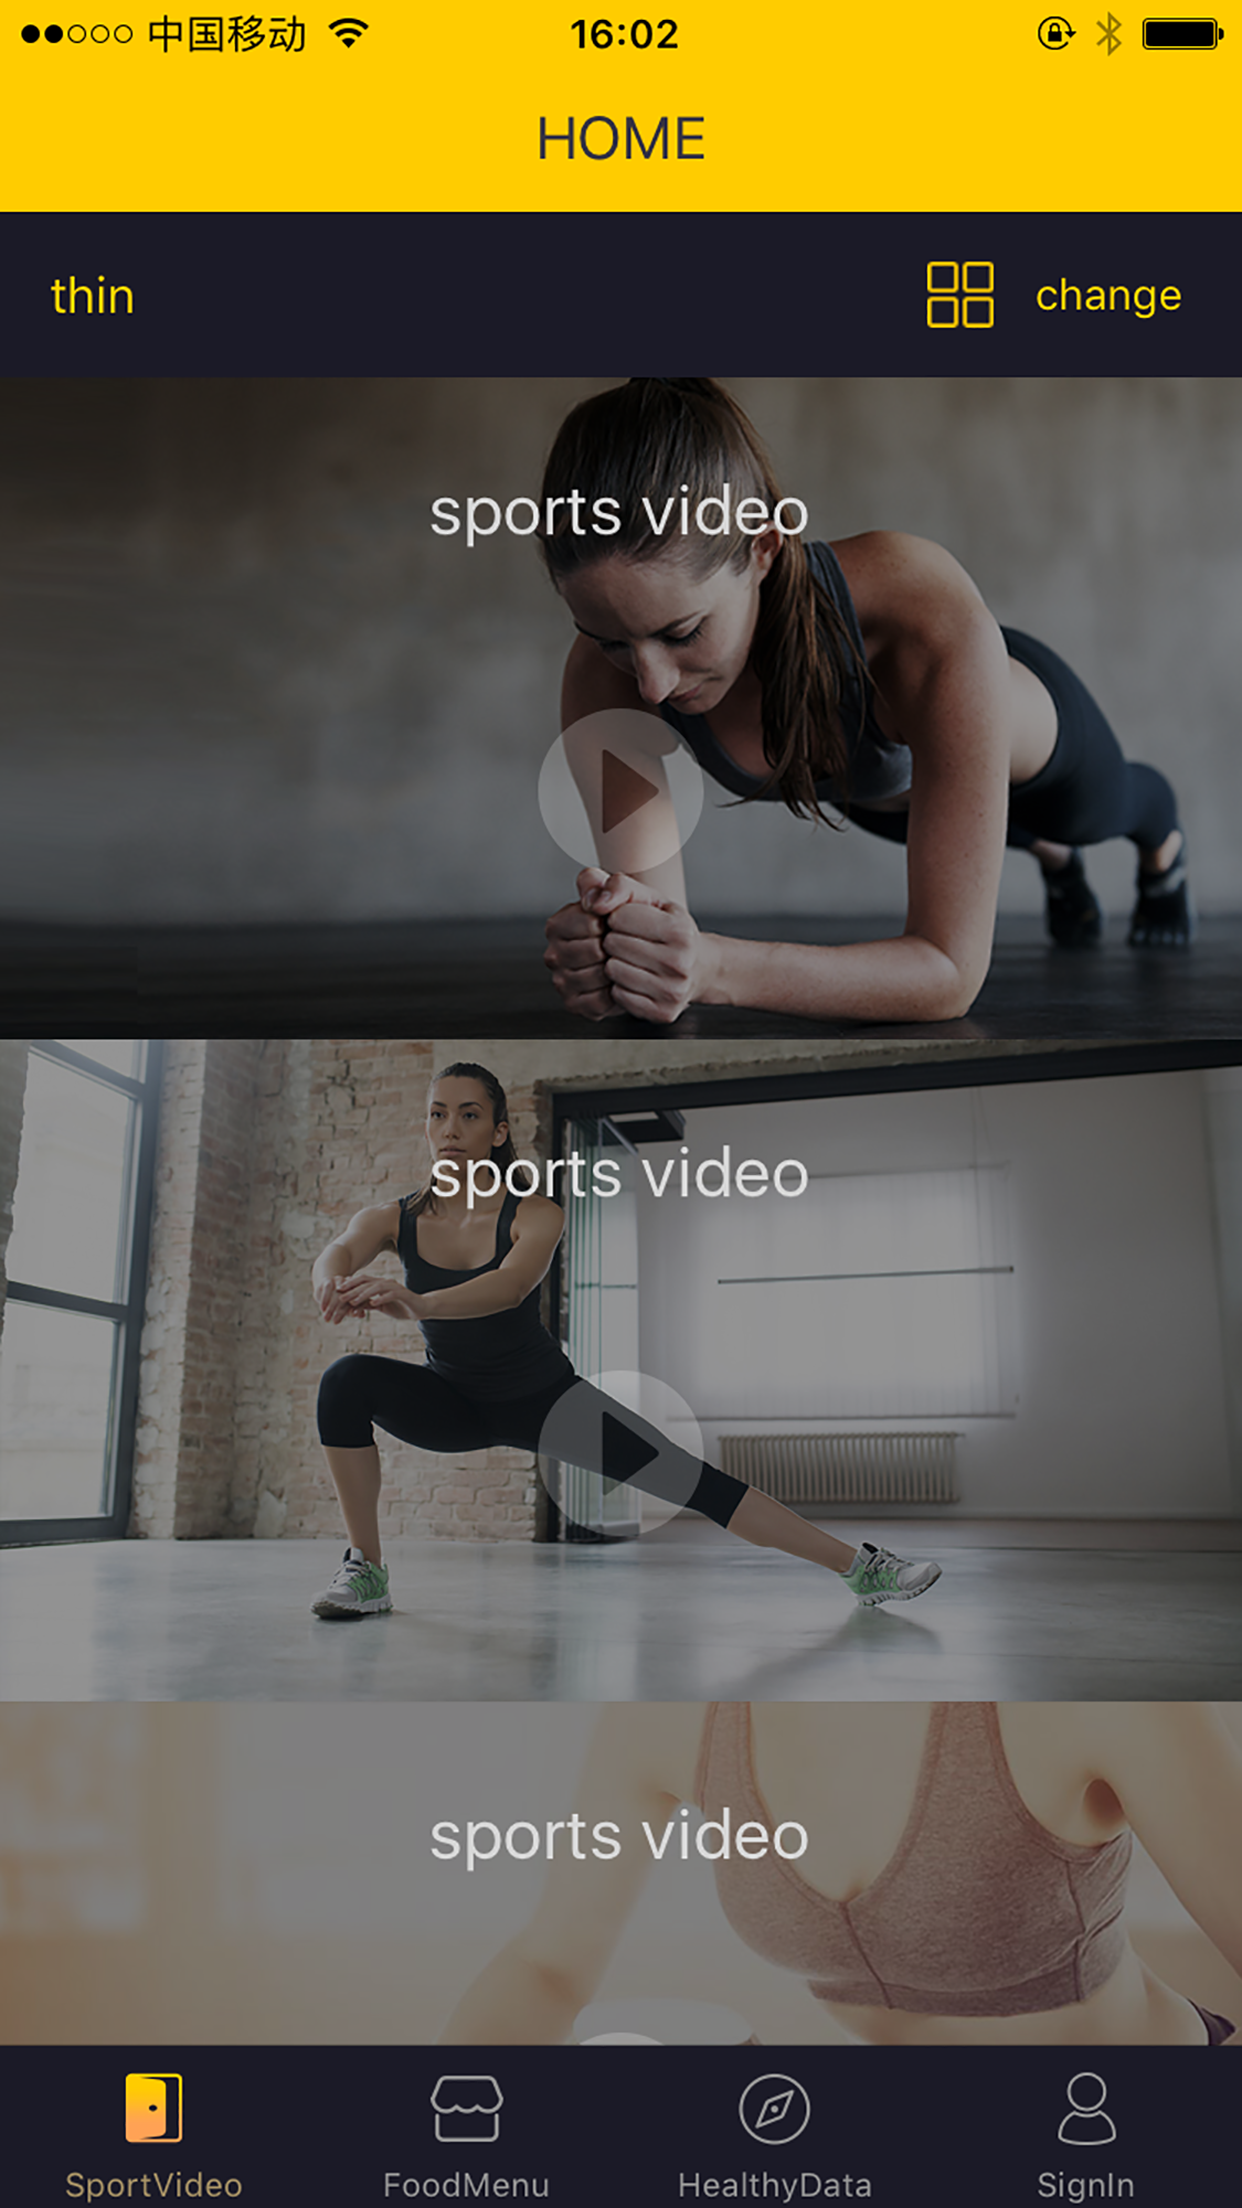 中国移动
16:02
HOME
thin
change
sports video
sports video
sports video
SportVideo
FoodMenu
HealthyData
SignIn